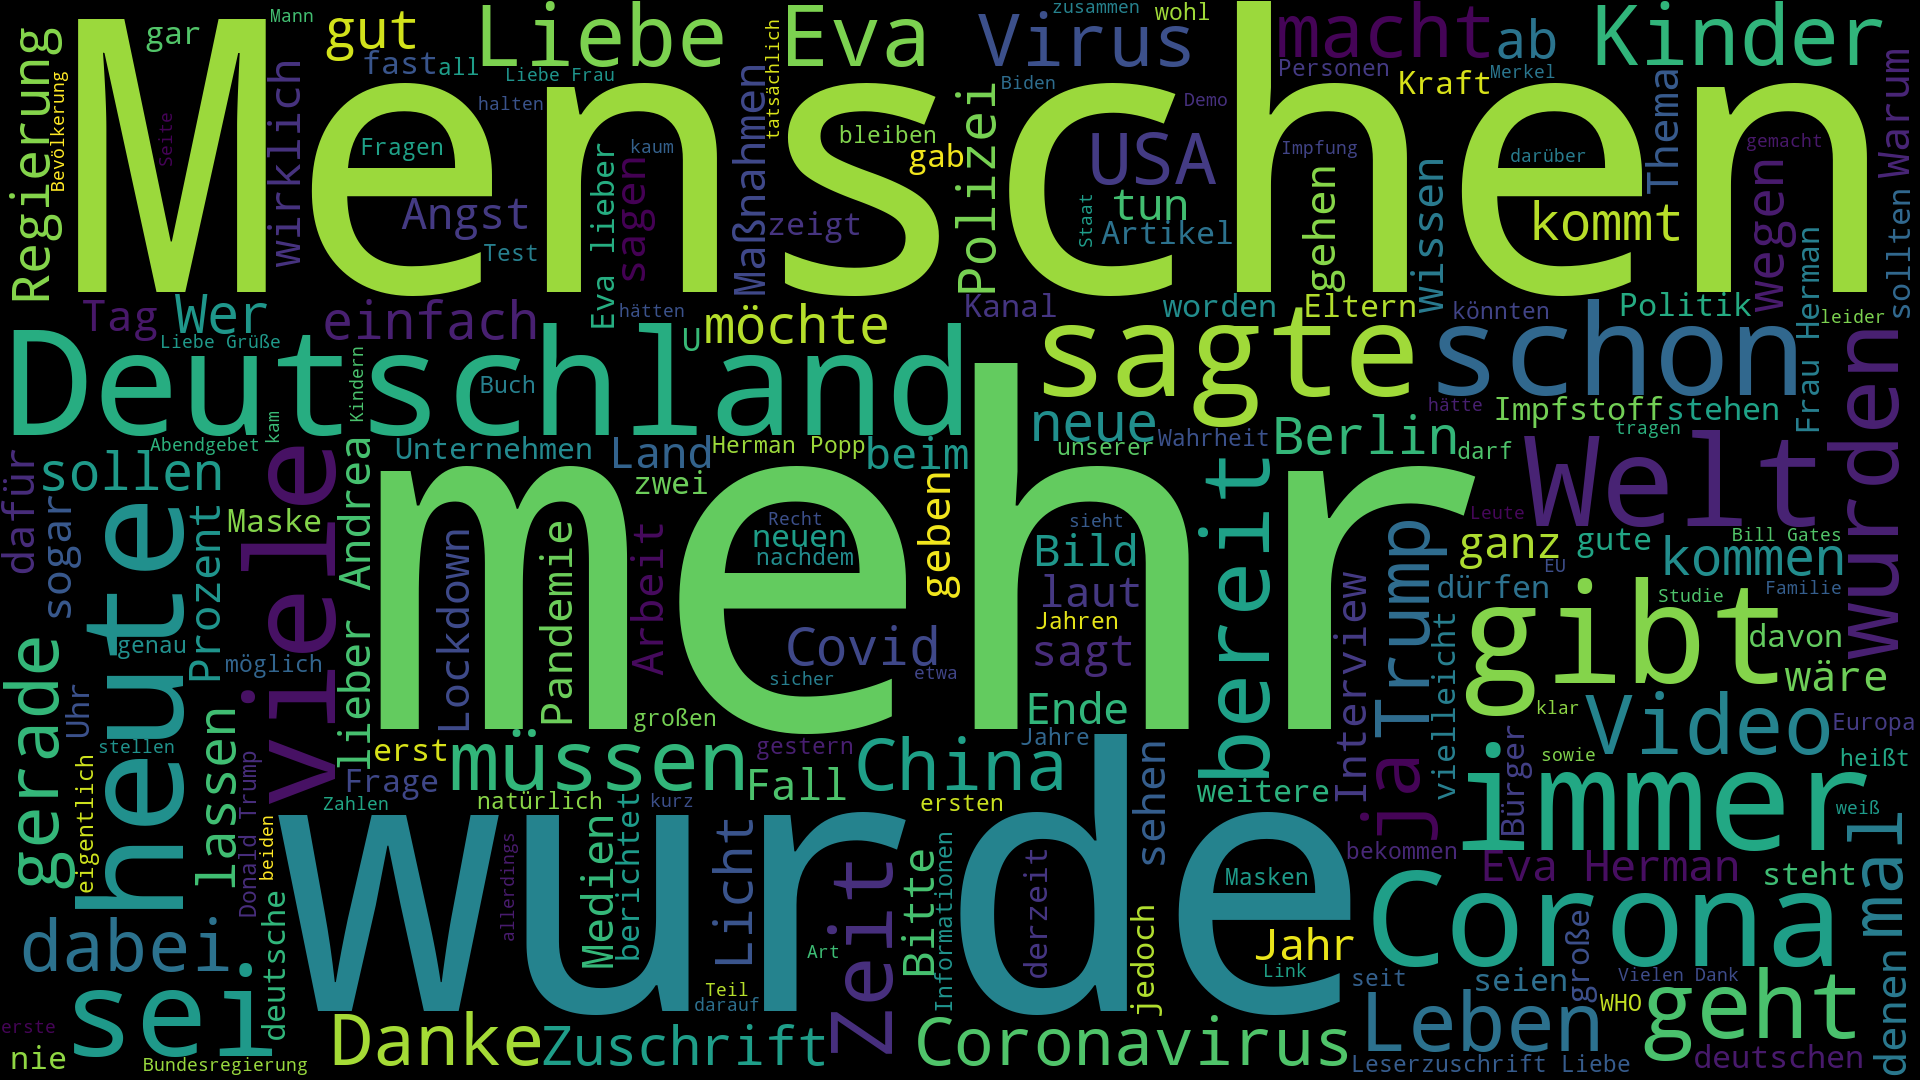 Menschen
mehr
wurde
Deutschland
sagte
schon
Welt
wurden
Viele
heute
bereit
gibt
immer
Corona
sei
Zeit
ja
Trump
mal
geht
Leben
Coronavirus
Zuschrift
Danke
dabei
gerade
lassen
müssen
China
Video
Liebe
Eva
Virus
macht
ab
Kinder
gut
gar
Mann
Regierung
Bevölkerung
Seite
wirklich
fast
all
Liebe Frau
halten
Fragen
Angst
Test
Eva lieber
sagen
kaum
Maßnahmen
tatsächlich
zusammen
wohl
bleiben
gab
zeigt
Polizei
Biden
USA
Demo
tun
Artikel
Staat
Personen
Kraft
Merkel
Impfung
gehen
wissen
darüber
kommt
Thema
gemacht
wegen
Warum
sollten
Tag
Wer
Liebe Grüße
einfach
hätten
U
möchte
Kanal
worden
Eltern
könnten
Politik
Frau Herman
leider
Kindern
Buch
Abendgebet
kam
Unternehmen
Land
Herman Popp
beim
neue
unserer
Wahrheit
Berlin
hätte
darf
Impfstoff
stehen
tragen
dafür
sollen
sogar
Prozent
Maske
lieber Andrea
Lockdown
Pandemie
Arbeit
zwei
geben
Recht
neuen
nachdem
sieht
Bild
laut
Jahren
sagt
Covid
sicher
etwa
Leute
ganz
EU
gute
Bill Gates
kommen
dürfen
Studie
Familie
davon
wäre
Interview
vielleicht
klar
Europa
heißt
genau
möglich
Uhr
stellen
eigentlich
großen
erst
Frage
Zahlen
natürlich
kurz
gestern
Fall
Ende
Jahre
ersten
sehen
weitere
Bürger
sowie
weiß
Donald Trump
beiden
deutsche
allerdings
Medien
berichtet
Licht
Art
Teil
darauf
Bitte
Informationen
derzeit
jedoch
Masken
Jahr
Link
bekommen
Eva Herman
steht
seit
seien
große
Vielen Dank
WHO
denen
deutschen
Leserzuschrift Liebe
erste
nie
Bundesregierung